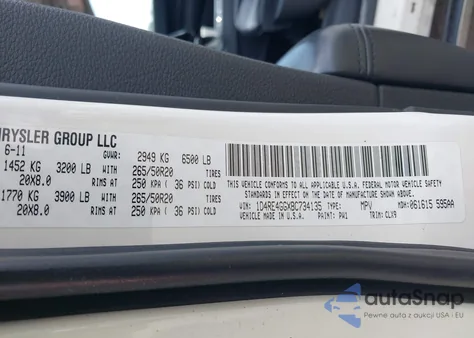 HRYSLER GROUP LLC
6-11 GVWR: 2949 KG 6500 LB
1452 KG 3200 LB WITH 265/50R20 TIRES
20X8.0 RIMS AT 250 KPA ( 36 PSI) COLD
1770 KG 3900 LB WITH 265/50R20 TIRES
20X8.0 RIMS AT 250 KPA ( 36 PSI) COLD
THIS VEHICLE CONFORMS TO ALL APPLICABLE U.S.A. FEDERAL MOTOR VEHICLE SAFETY
STANDARDS IN EFFECT ON THE DATE OF MANUFACTURE SHOWN ABOVE
VIN: 1D4RE4GGXBC734135 TYPE: MPV MDH: 061615 595AA
VEHICLE MADE IN U.S.A. PAINT: PW1 TRIM: CLX9
autoSnap
Pewne auta z aukcji USA i EU